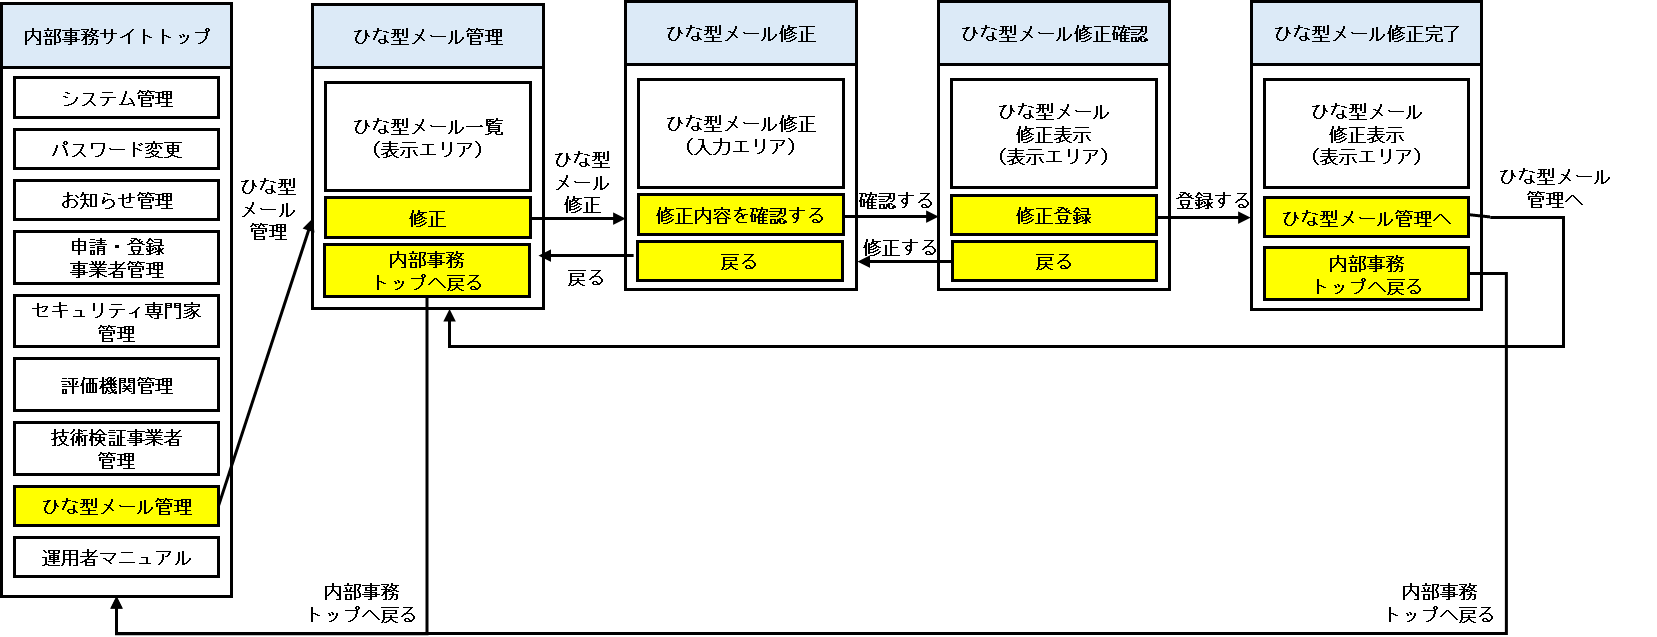 内部事務サイトトップ
システム管理
パスワード変更
お知らせ管理
申請・登録
事業者管理
セキュリティ専門家
管理
評価機関管理
技術検証事業者
管理
ひな型メール管理
運用者マニュアル
ひな型
メール
管理
ひな型メール管理
ひな型メール一覧
（表示エリア）
修正
内部事務
トップへ戻る
ひな型
メール
修正
戻る
ひな型メール修正
ひな型メール修正
（入力エリア）
修正内容を確認する
戻る
確認する
修正する
ひな型メール修正確認
ひな型メール
修正表示
（表示エリア）
修正登録
戻る
登録する
ひな型メール修正完了
ひな型メール
修正表示
（表示エリア）
ひな型メール管理へ
内部事務
トップへ戻る
ひな型メール
管理へ
内部事務
トップへ戻る
内部事務
トップへ戻る